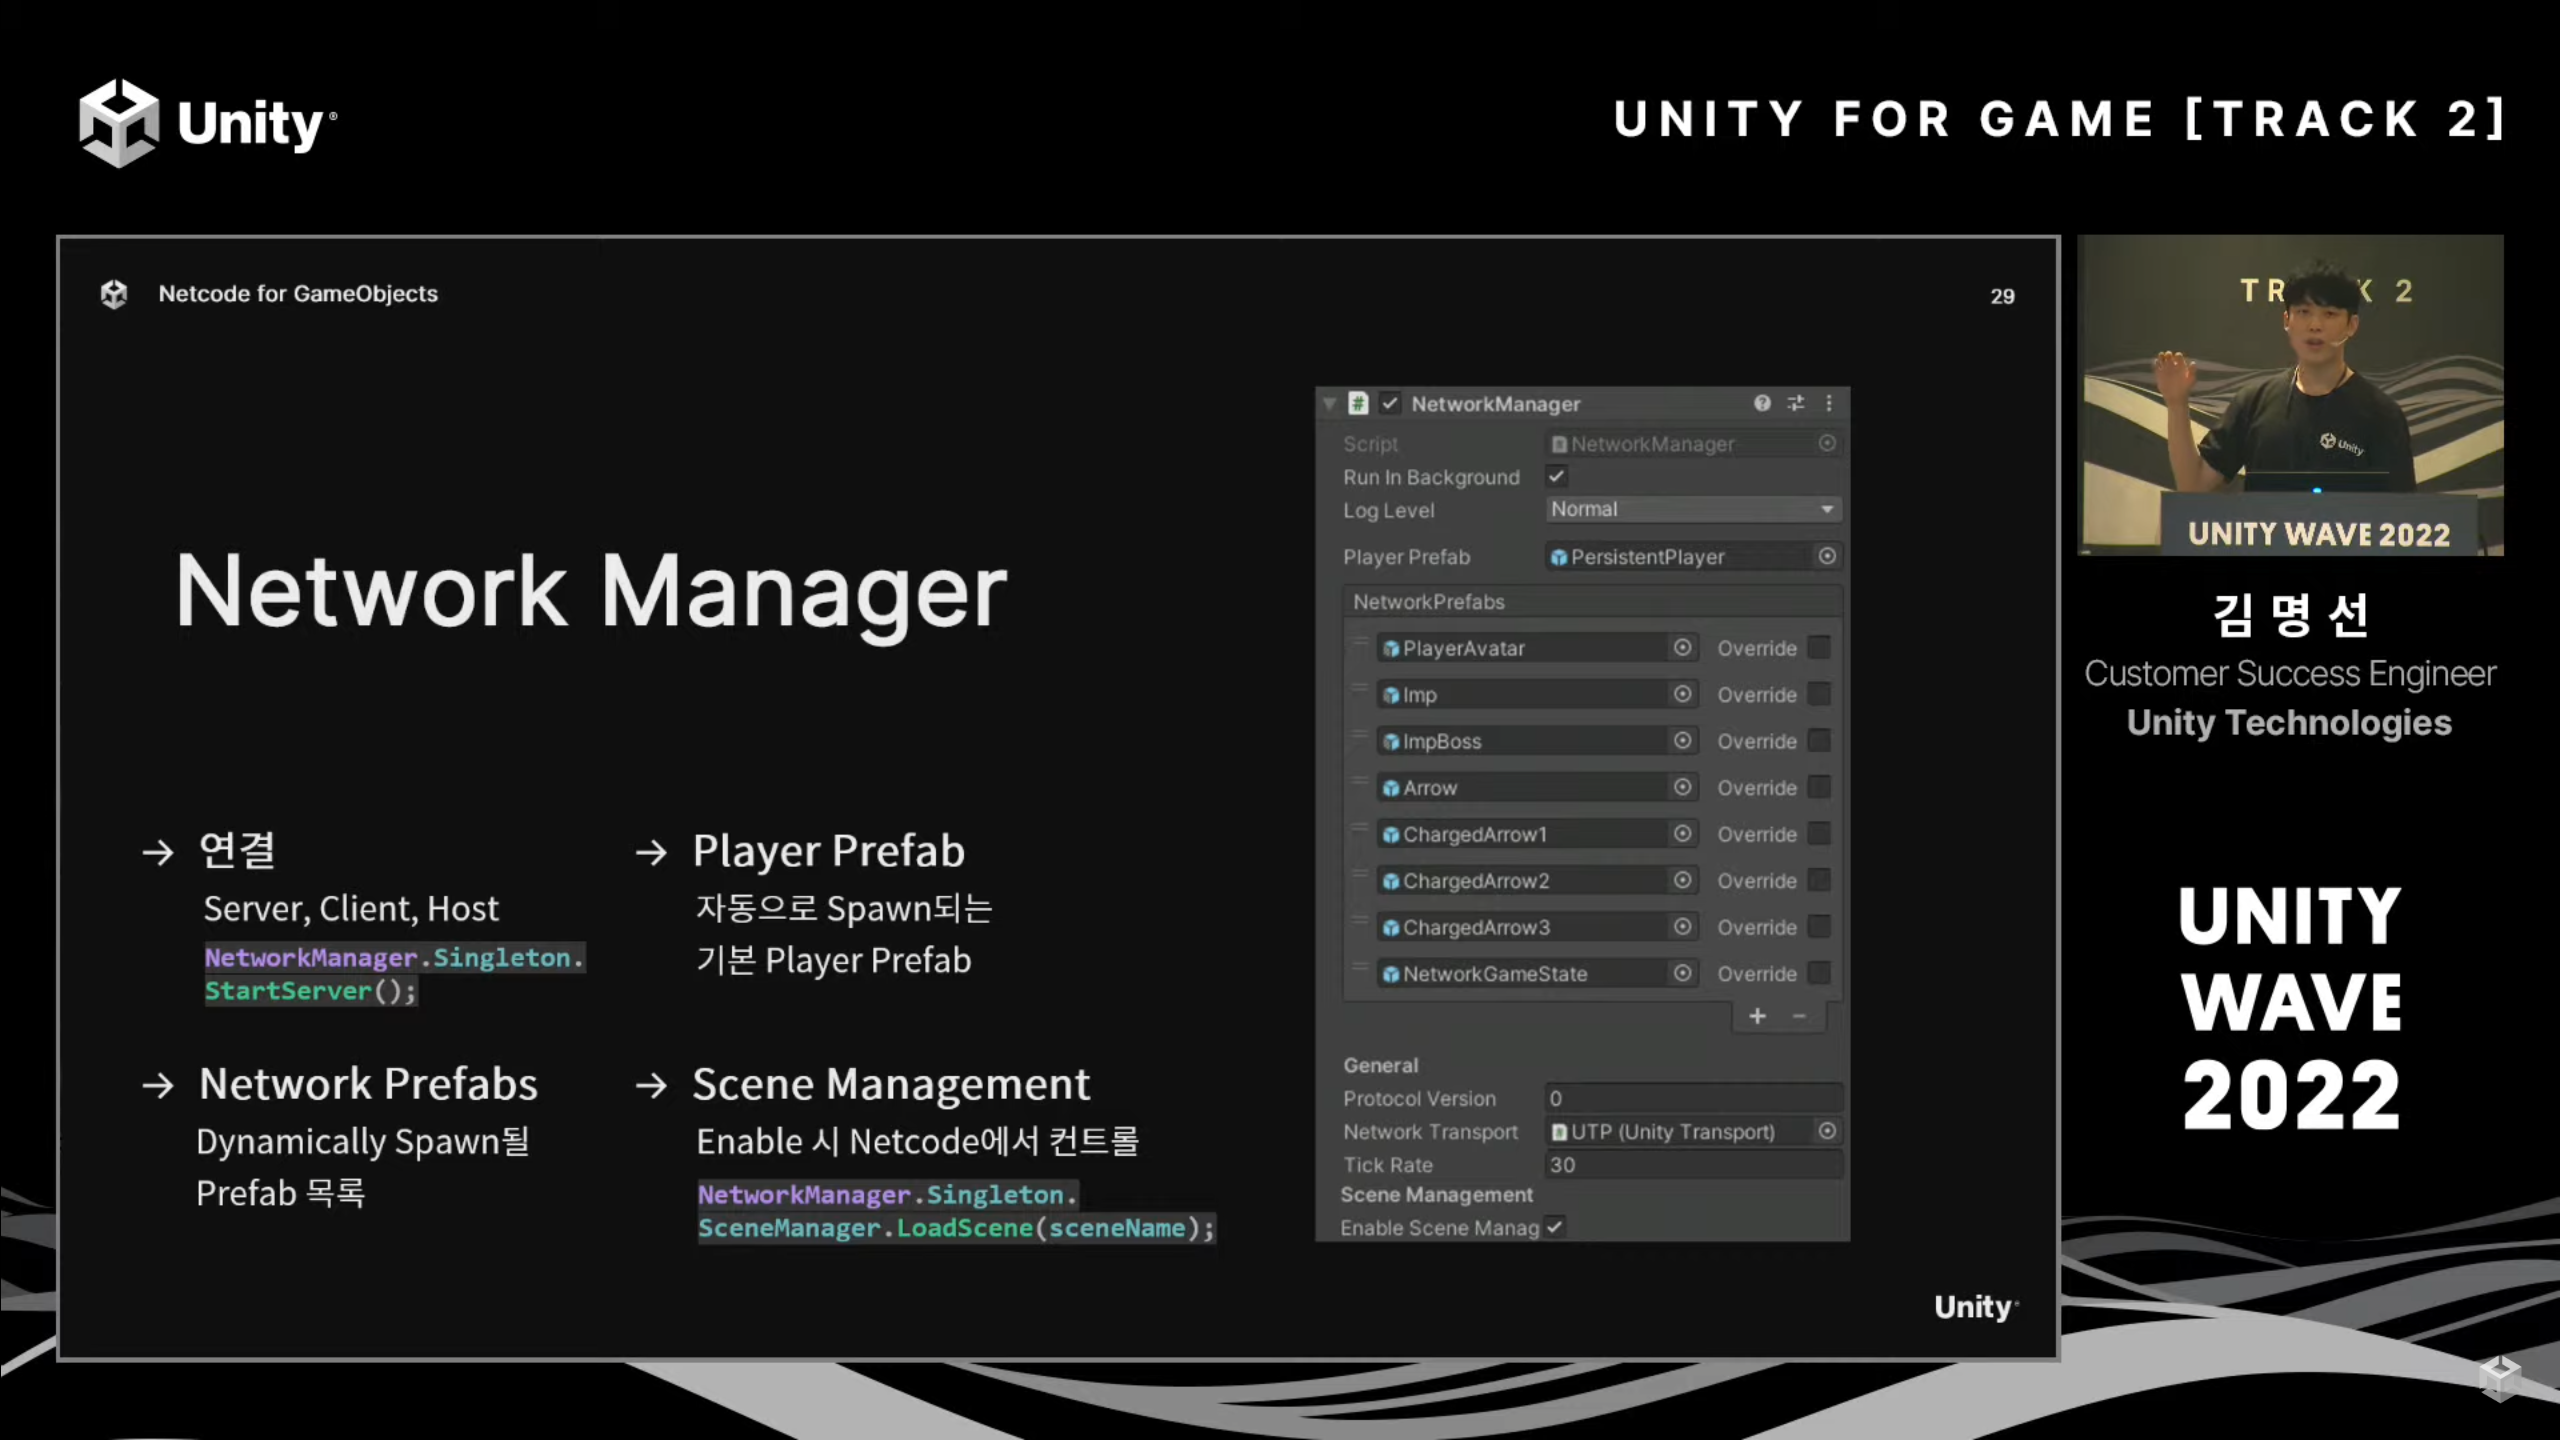 Unity
UNITY FOR GAME [TRACK 2]
Netcode for GameObjects
29
Network Manager
→ 연결
Server, Client, Host
NetworkManager.Singleton.
StartServer();
→ Player Prefab
자동으로 Spawn되는
기본 Player Prefab
→ Network Prefabs
Dynamically Spawn될
Prefab 목록
→ Scene Management
Enable 시 Netcode에서 컨트롤
NetworkManager.Singleton.
SceneManager.LoadScene(sceneName);
NetworkManager
Script NetworkManager
Run In Background
Log Level Normal
Player Prefab PersistentPlayer
NetworkPrefabs
PlayerAvatar Override
Imp Override
ImpBoss Override
Arrow Override
ChargedArrow1 Override
ChargedArrow2 Override
ChargedArrow3 Override
NetworkGameState Override
+ −
General
Protocol Version 0
Network Transport UTP (Unity Transport)
Tick Rate 30
Scene Management
Enable Scene Manag
Unity
TR K 2
Unity
UNITY WAVE 2022
김명선
Customer Success Engineer
Unity Technologies
UNITY
WAVE
2022